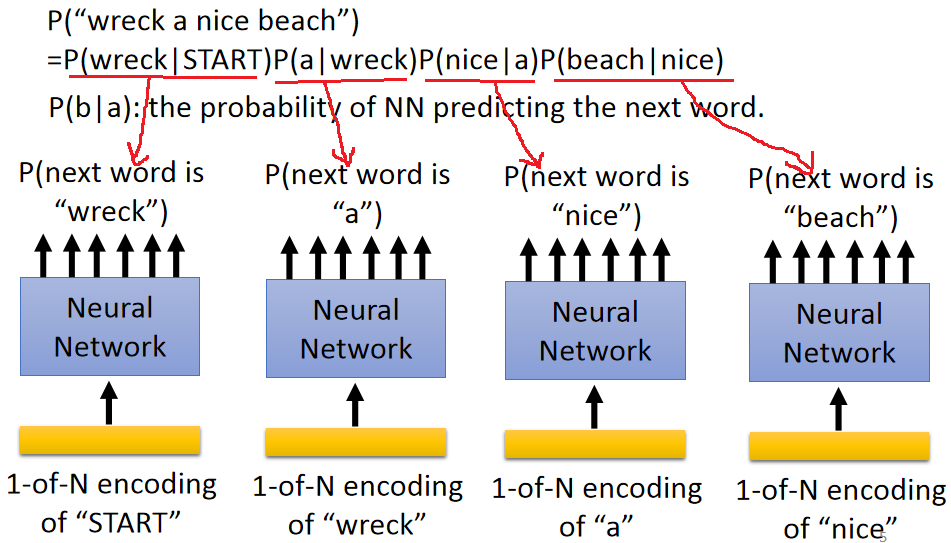 P(“wreck a nice beach”)
=P(wreck|START)P(a|wreck)P(nice|a)P(beach|nice)
P(b|a): the probability of NN predicting the next word.
P(next word is
“wreck”)
P(next word is
“a”)
P(next word is
“nice”)
P(next word is
“beach”)
Neural
Network
Neural
Network
Neural
Network
Neural
Network
1-of-N encoding
of “START”
1-of-N encoding
of “wreck”
1-of-N encoding
of “a”
1-of-N encoding
of “nice”
5